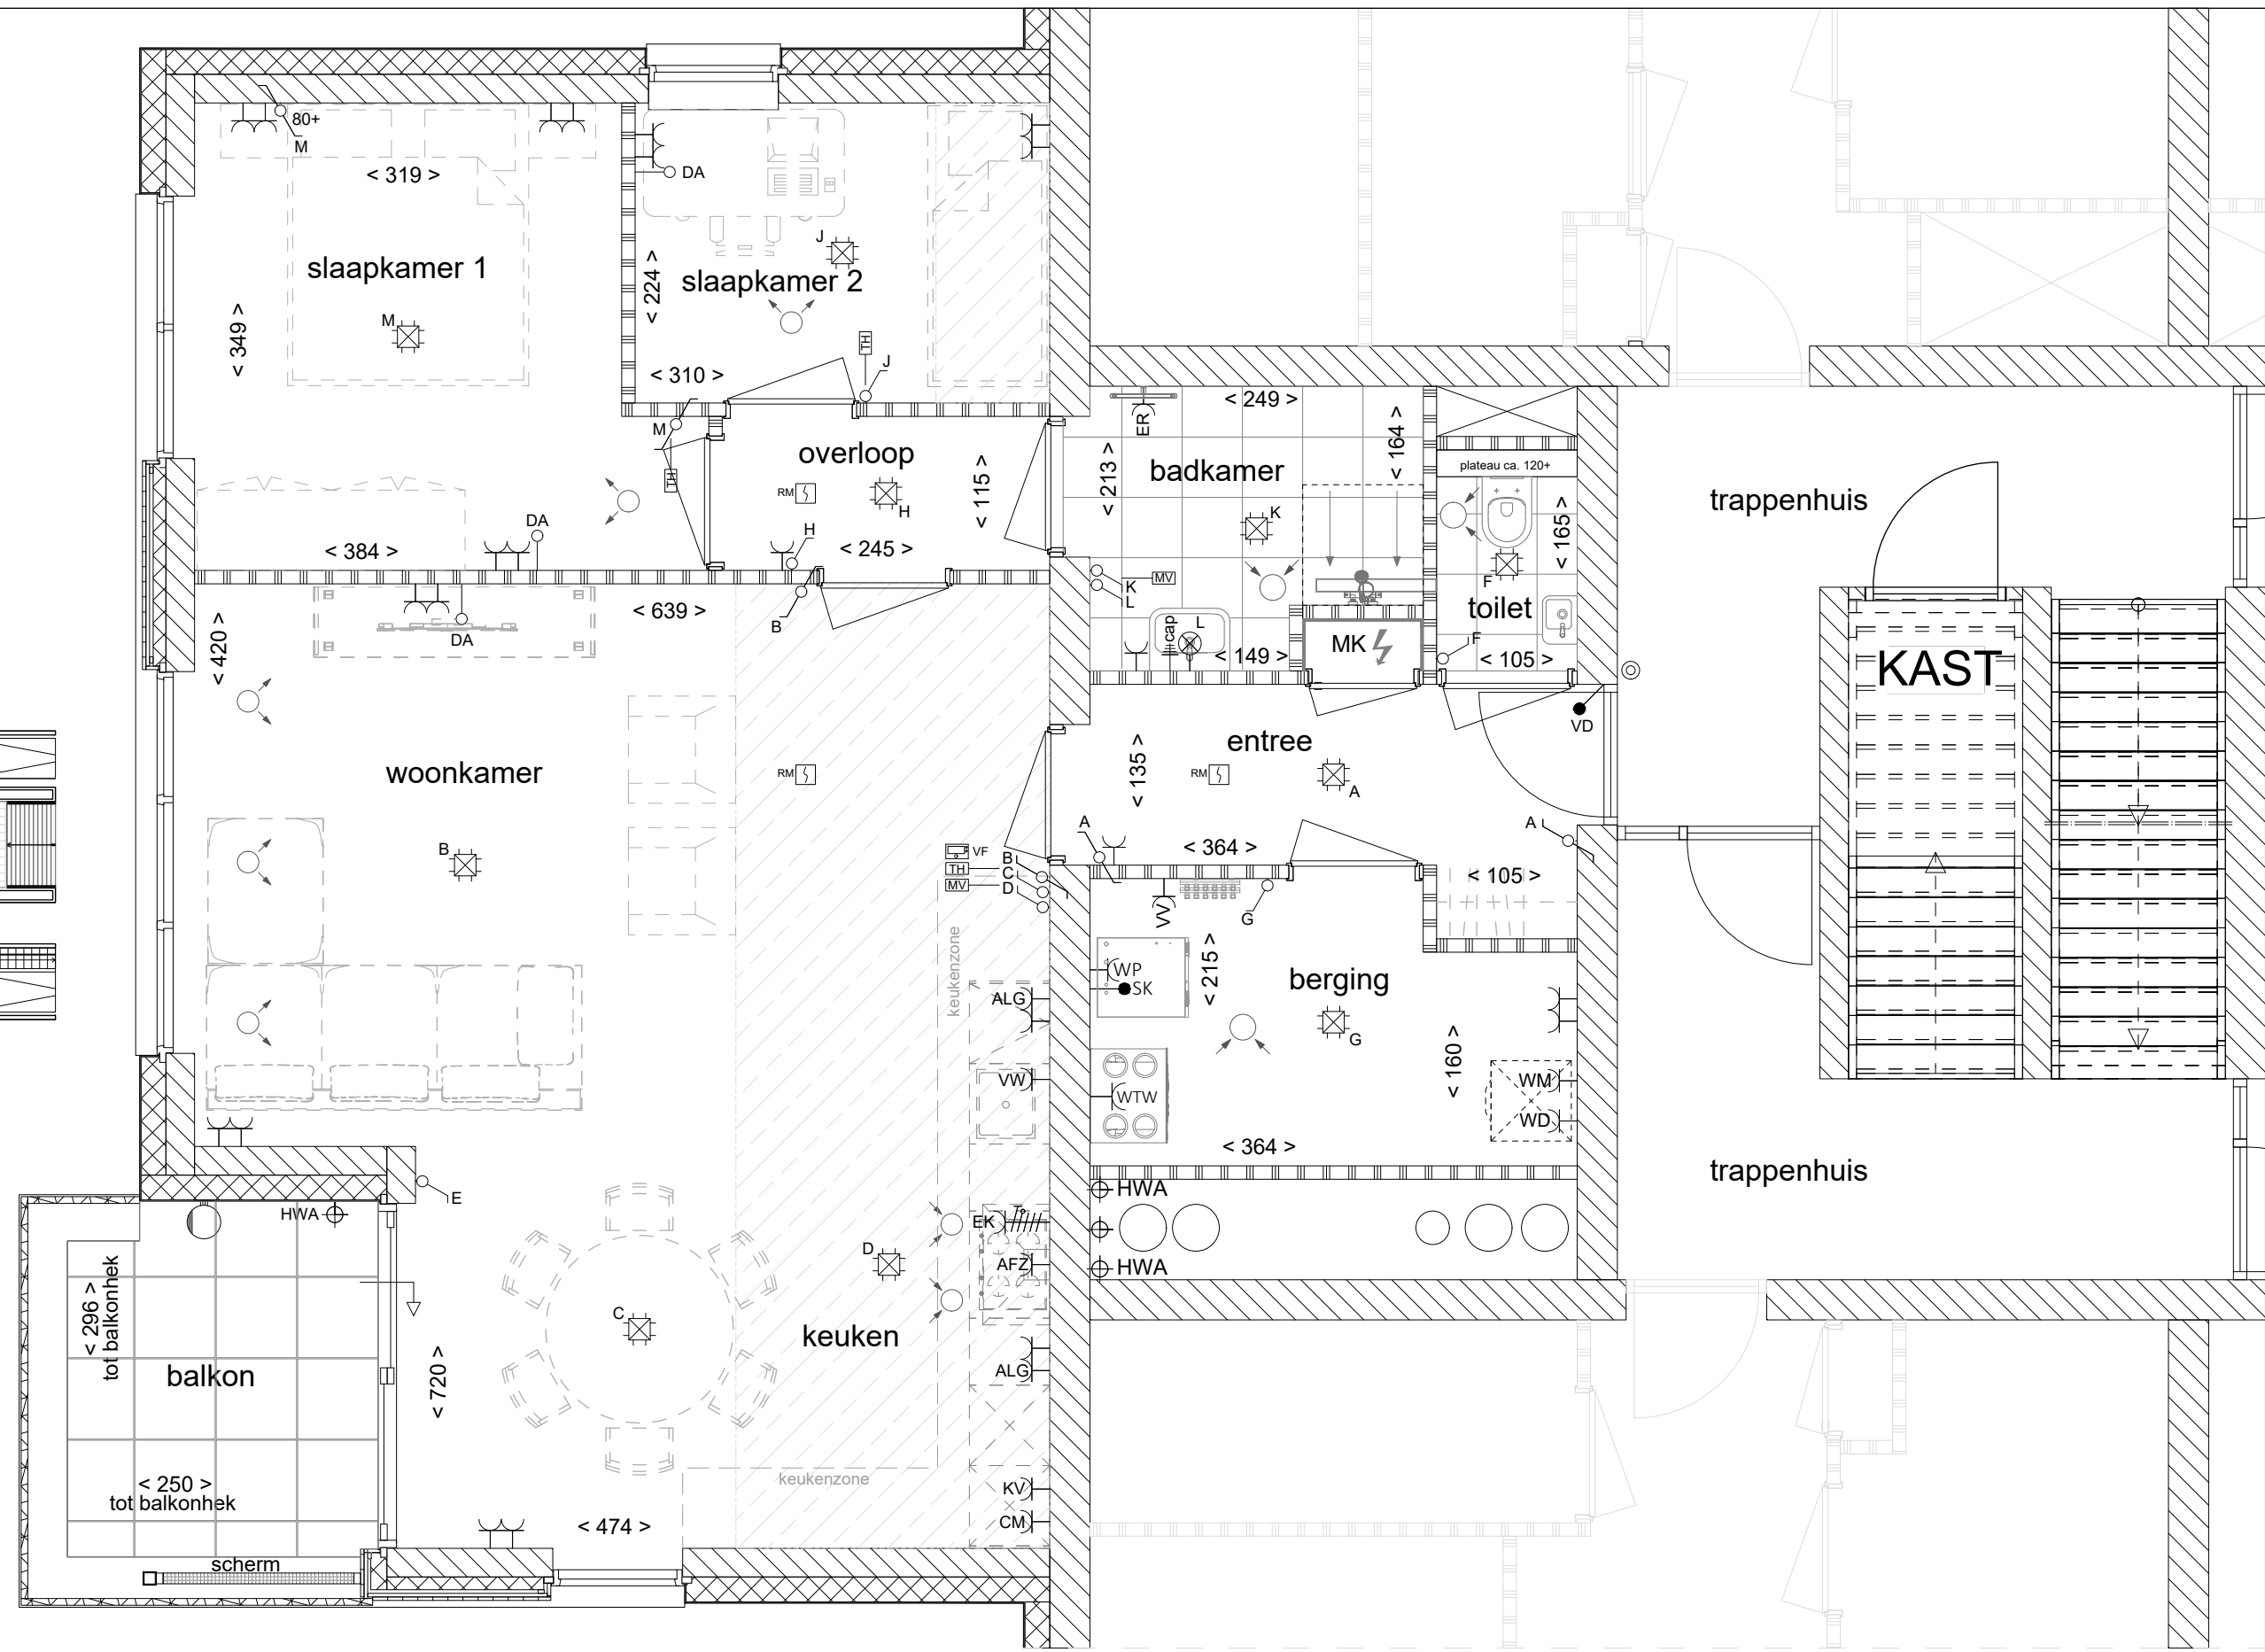 80+
M
< 319 >
DA
slaapkamer 1
< 349 >
M
< 224 >
J
slaapkamer 2
TH
J
< 310 >
M
TH
overloop
RM
H
< 115 >
H
< 245 >
DA
< 384 >
ER
< 249 >
< 164 >
< 213 >
badkamer
K
MV
K
L
cap
L
< 149 >
MK
plateau ca. 120+
< 165 >
F
toilet
F
< 105 >
trappenhuis
KAST
VD
< 639 >
B
DA
< 420 >
woonkamer
RM
B
VF
TH
MV
B
C
D
entree
< 135 >
RM
A
A
< 364 >
A
< 105 >
VV
G
WP
SK
< 215 >
berging
G
< 160 >
WTW
WM
WD
< 364 >
keukenzone
ALG
VW
trappenhuis
HWA
HWA
E
HWA
< 296 >
tot balkonhek
balkon
< 250 >
tot balkonhek
scherm
< 720 >
C
D
EK
AFZ
keuken
ALG
keukenzone
KV
CM
< 474 >